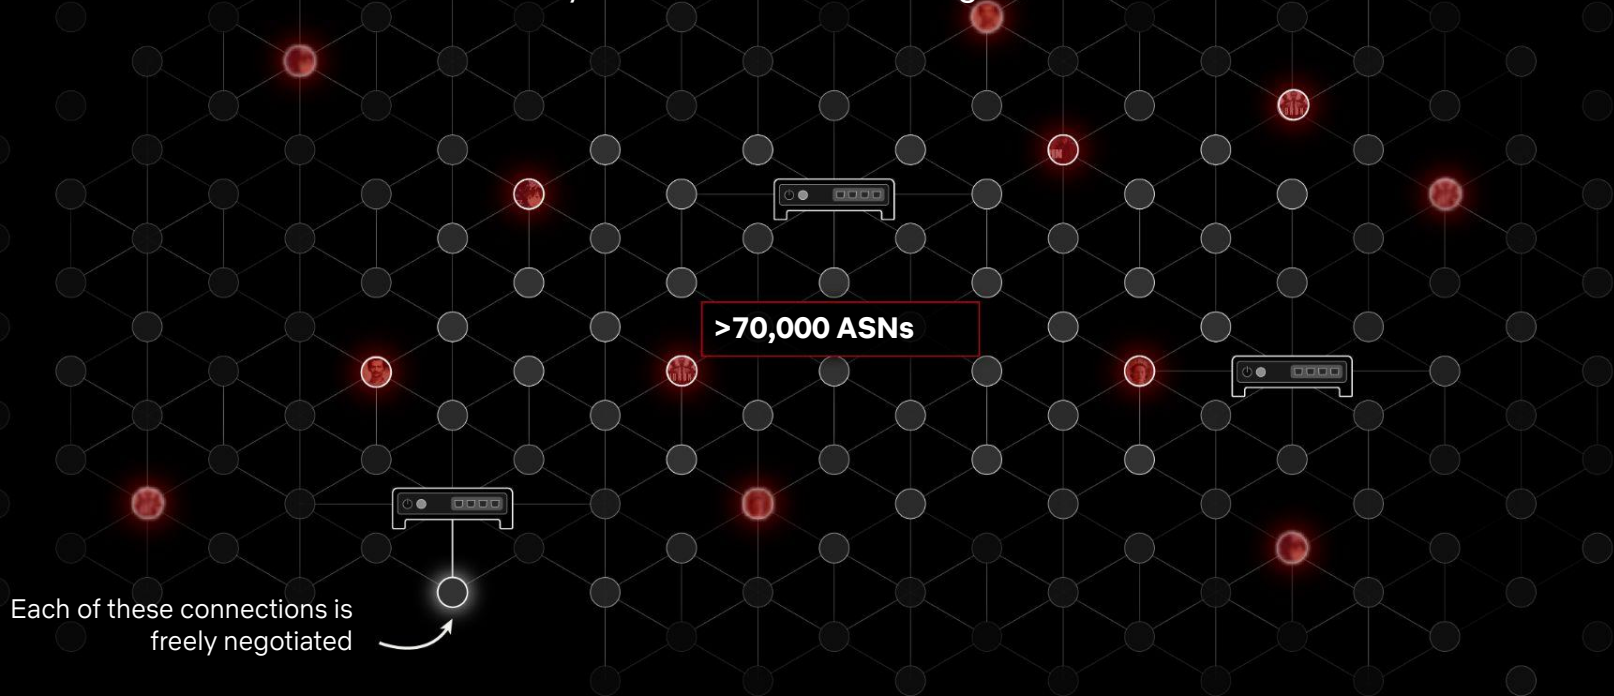 >70,000 ASNs
Each of these connections is
freely negotiated